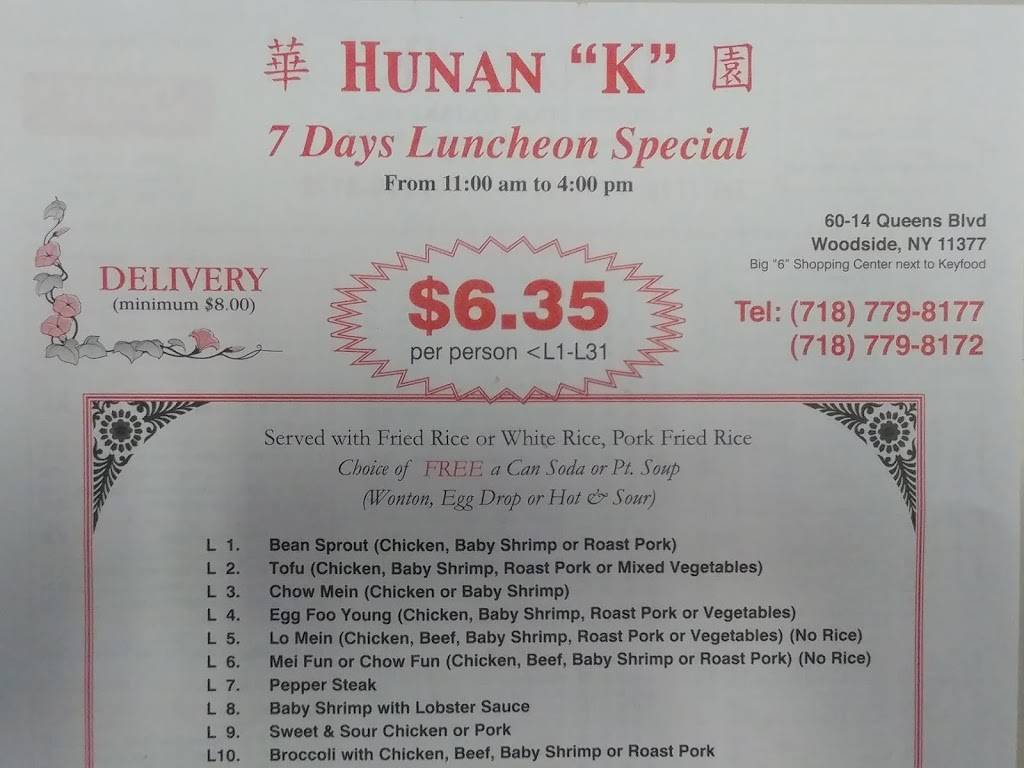 華 HUNAN “K” 園
7 Days Luncheon Special
From 11:00 am to 4:00 pm
60-14 Queens Blvd
Woodside, NY 11377
Big "6" Shopping Center next to Keyfood
DELIVERY
(minimum $8.00)
$6.35
per person <L1-L31
Tel: (718) 779-8177
(718) 779-8172
Served with Fried Rice or White Rice, Pork Fried Rice
Choice of FREE a Can Soda or Pt. Soup
(Wonton, Egg Drop or Hot & Sour)
L 1. Bean Sprout (Chicken, Baby Shrimp or Roast Pork)
L 2. Tofu (Chicken, Baby Shrimp, Roast Pork or Mixed Vegetables)
L 3. Chow Mein (Chicken or Baby Shrimp)
L 4. Egg Foo Young (Chicken, Baby Shrimp, Roast Pork or Vegetables)
L 5. Lo Mein (Chicken, Beef, Baby Shrimp, Roast Pork or Vegetables) (No Rice)
L 6. Mei Fun or Chow Fun (Chicken, Beef, Baby Shrimp or Roast Pork) (No Rice)
L 7. Pepper Steak
L 8. Baby Shrimp with Lobster Sauce
L 9. Sweet & Sour Chicken or Pork
L10. Broccoli with Chicken, Beef, Baby Shrimp or Roast Pork